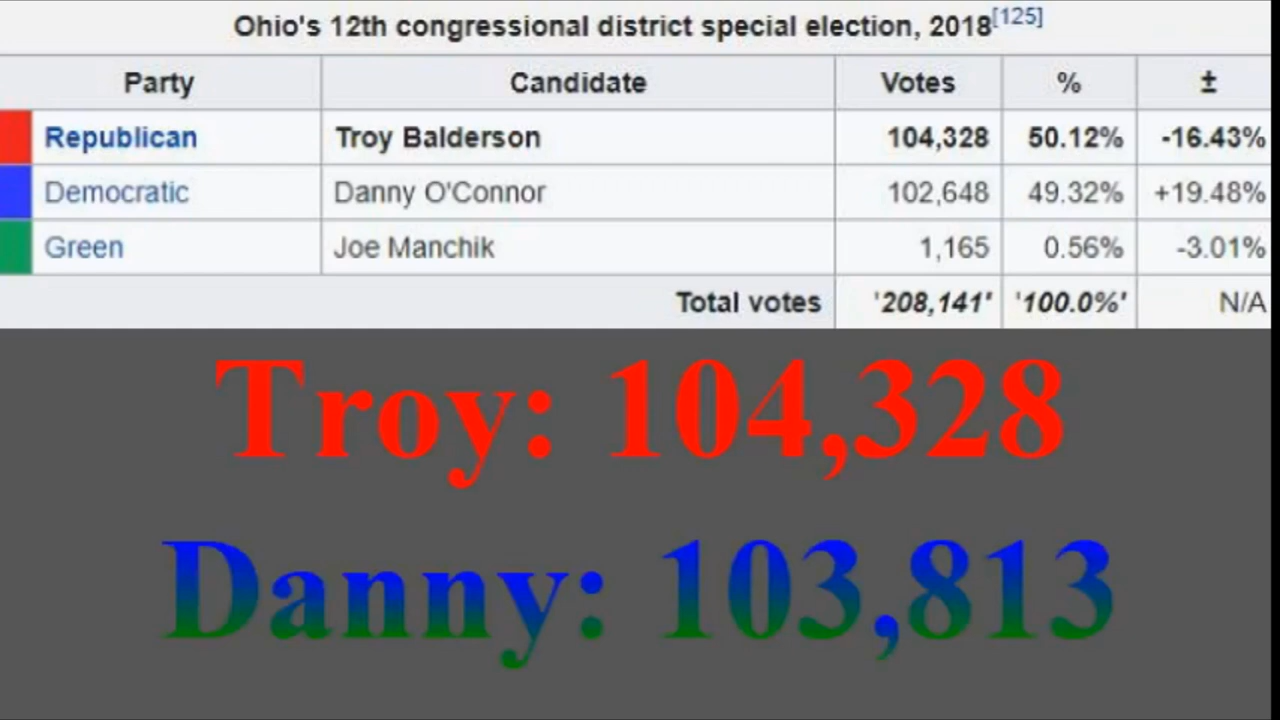 Ohio's 12th congressional district special election, 2018[125]
Party Candidate Votes % ±
Republican Troy Balderson 104,328 50.12% -16.43%
Democratic Danny O'Connor 102,648 49.32% +19.48%
Green Joe Manchik 1,165 0.56% -3.01%
Total votes '208,141' '100.0%' N/A
Troy: 104,328
Danny: 103,813